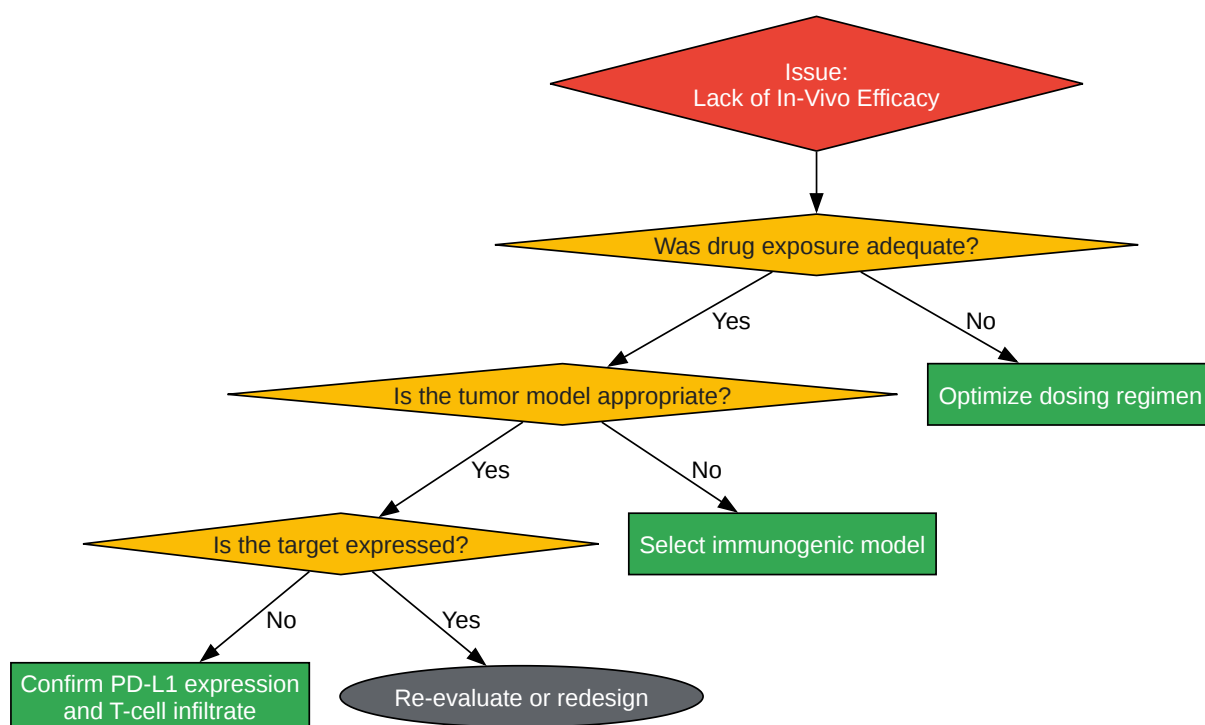 Issue:
Lack of In-Vivo Efficacy
Was drug exposure adequate?
Yes
No
Is the tumor model appropriate?
Optimize dosing regimen
Yes
No
Is the target expressed?
Select immunogenic model
No
Yes
Confirm PD-L1 expression
and T-cell infiltrate
Re-evaluate or redesign